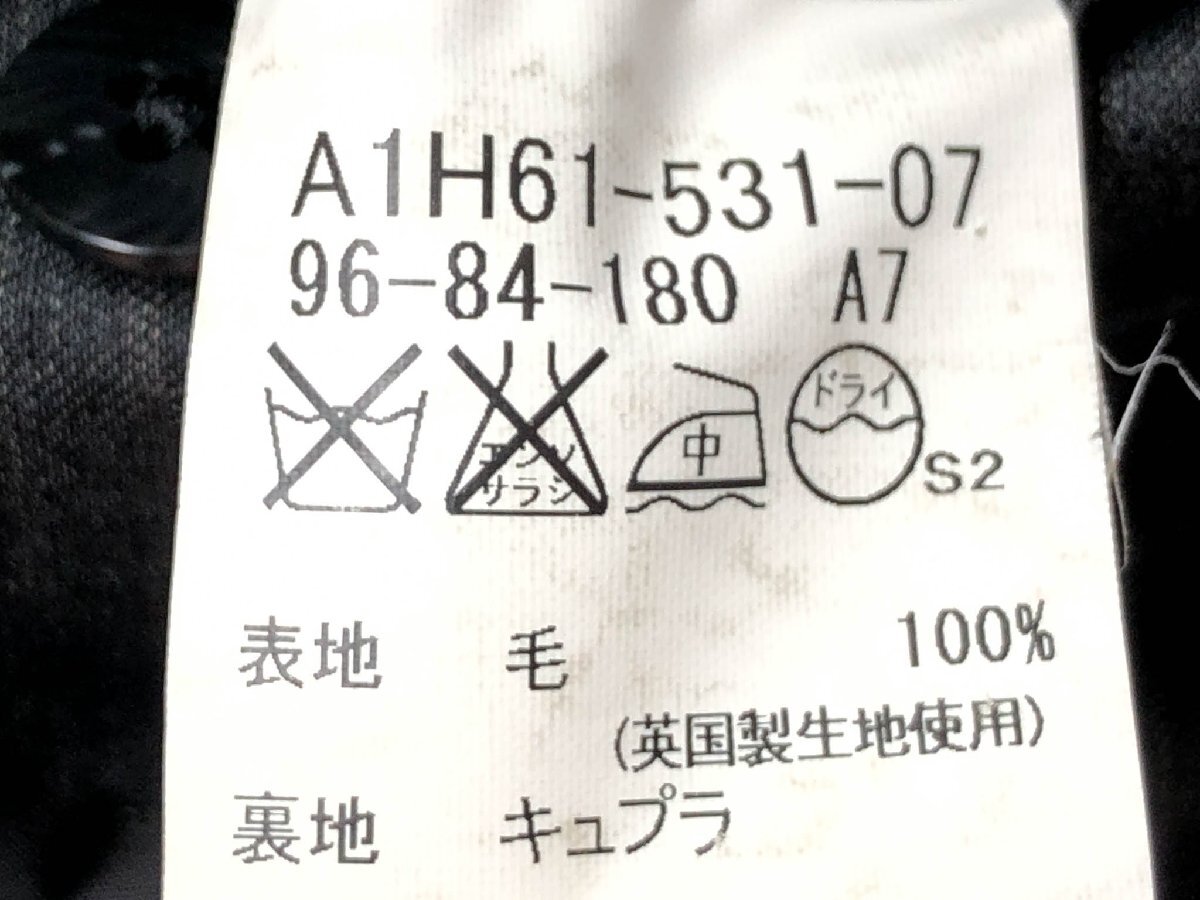 A1H61-531-07
96-84-180 A7
エンソ
サラシ
中
ドライ
S2
表地 毛 100%
(英国製生地使用)
裏地 キュプラ